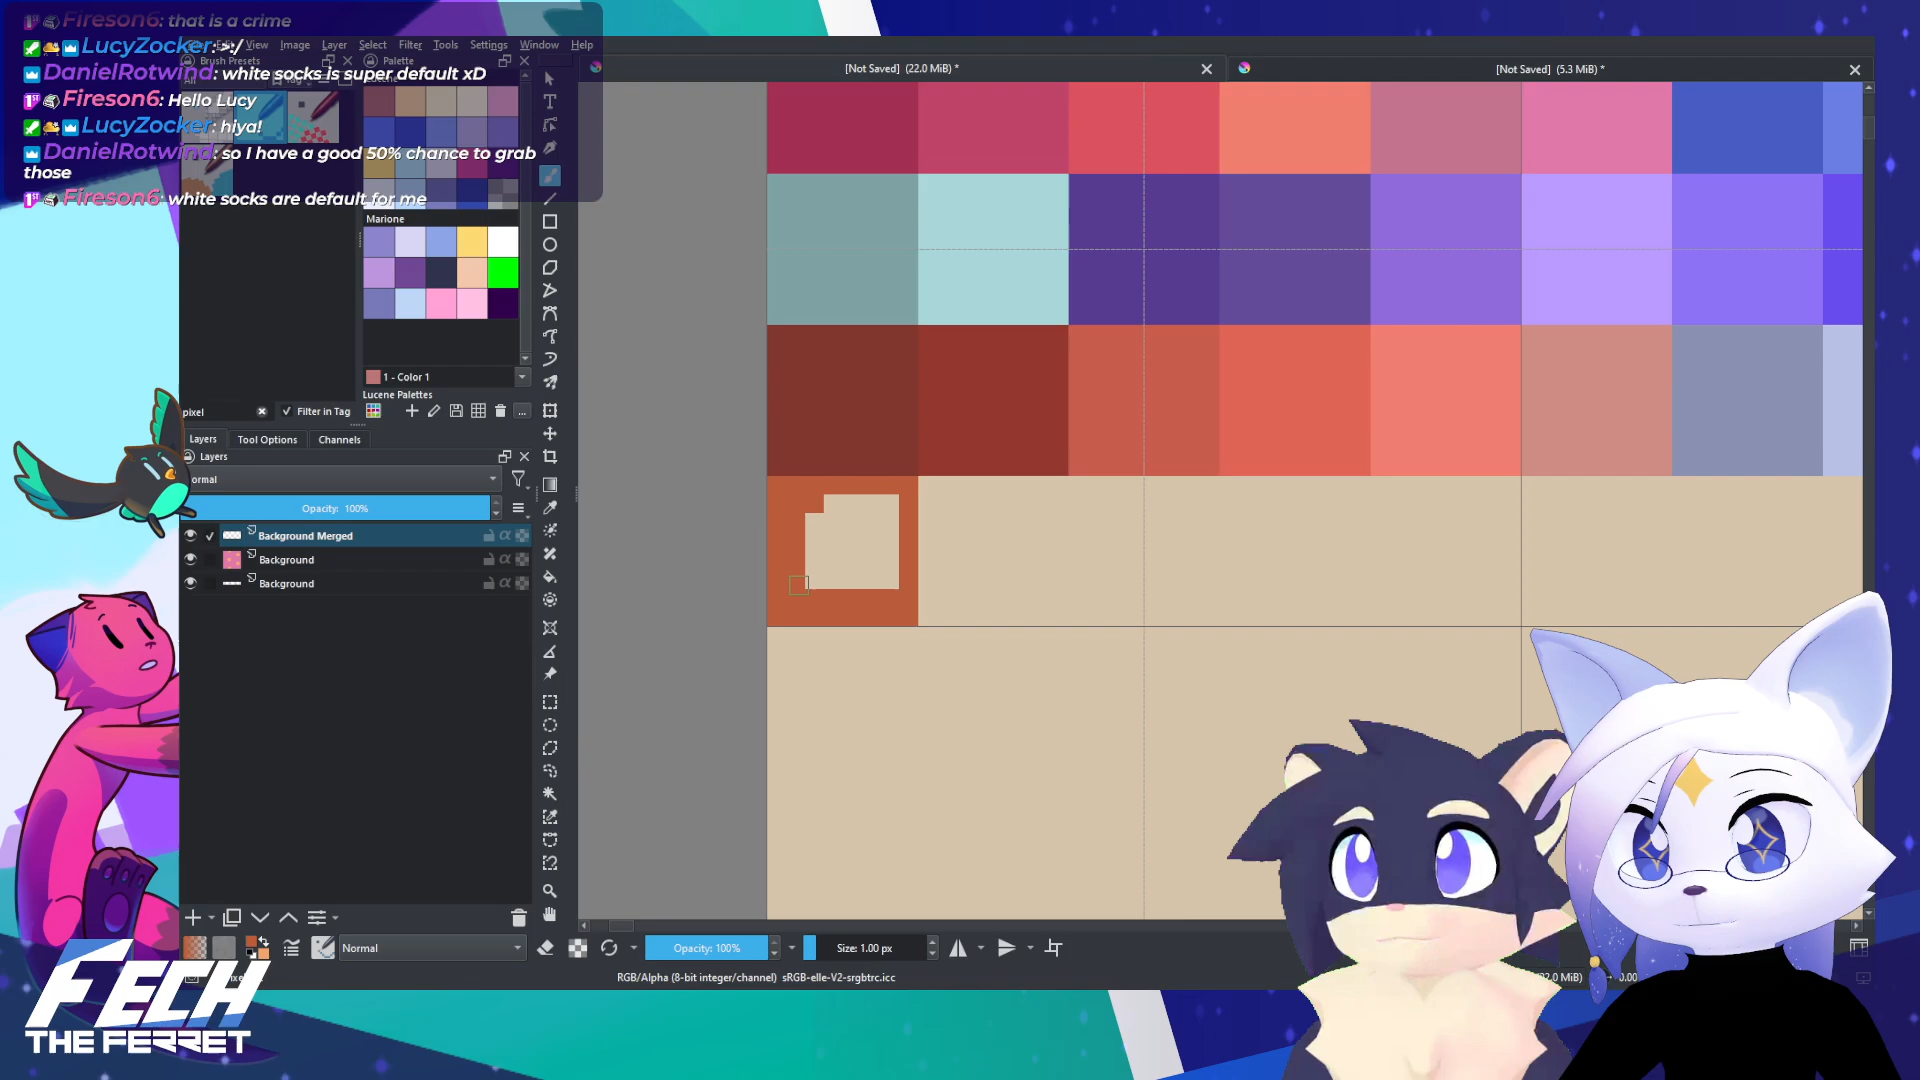 Fireson6: that is a crime
LucyZocker: >:/
DanielRotwind: white socks is super default xD
Fireson6: Hello Lucy
LucyZocker: hiya!
DanielRotwind: so I have a good 50% chance to grab
those
Fireson6: white socks are default for me
View Image Layer Select Filter Tools Settings Window Help
Brush Presets
Palette
[Not Saved] (22.0 MiB) *
[Not Saved] (5.3 MiB) *
Marione
1 - Color 1
Lucene Palettes
pixel
Filter in Tag
...
Layers Tool Options Channels
Layers
ormal
Opacity: 100%
Background Merged
Background
Background
Normal
Opacity: 100%
Size: 1.00 px
RGB/Alpha (8-bit integer/channel) sRGB-elle-V2-srgbtrc.icc
FECH
THE FERRET